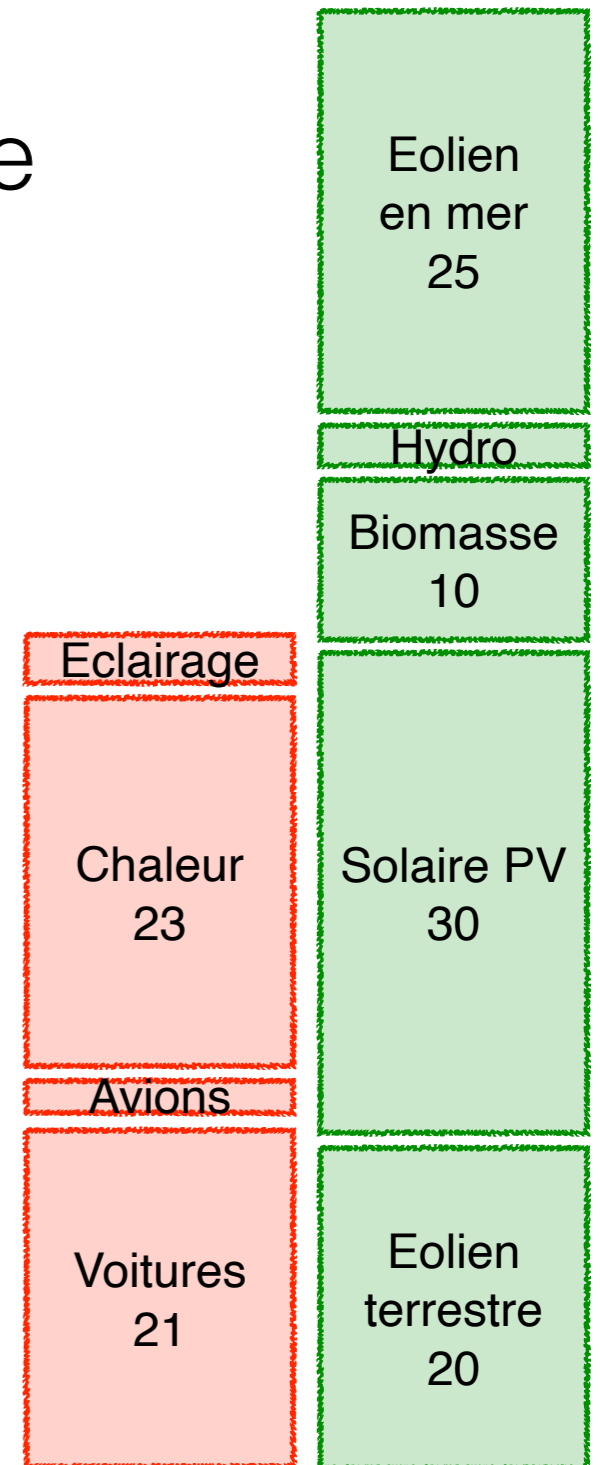 e
Eolien
en mer
25
Hydro
Biomasse
10
Eclairage
Chaleur
23
Solaire PV
30
Avions
Voitures
21
Eolien
terrestre
20